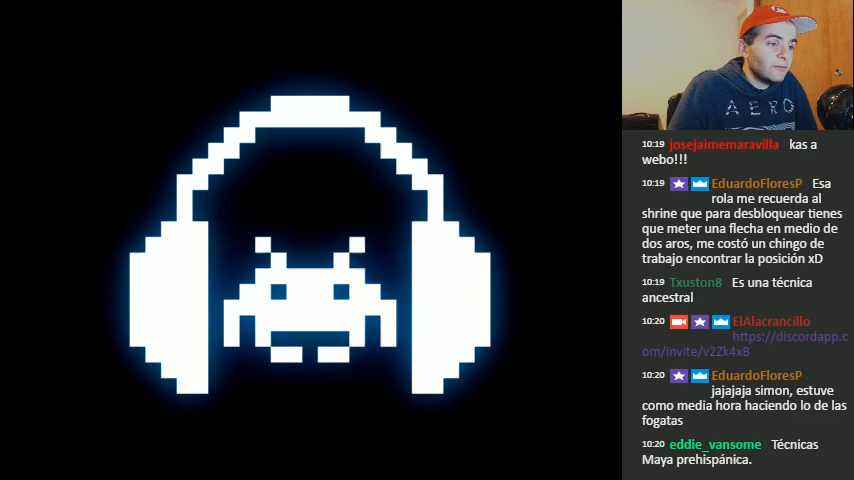 AERO
10:19 josejaimemaravilla kas a
webo!!!
10:19 EduardoFloresP Esa
rola me recuerda al
shrine que para desbloquear tienes
que meter una flecha en medio de
dos aros, me costó un chingo de
trabajo encontrar la posición xD
10:19 Txuston8 Es una técnica
ancestral
10:20 ElAlacrancillo
https://discordapp.c
om/invite/v2Zk4xB
10:20 EduardoFloresP
jajajaja simon, estuve
como media hora haciendo lo de las
fogatas
10:20 eddie_vansome Técnicas
Maya prehispánica.